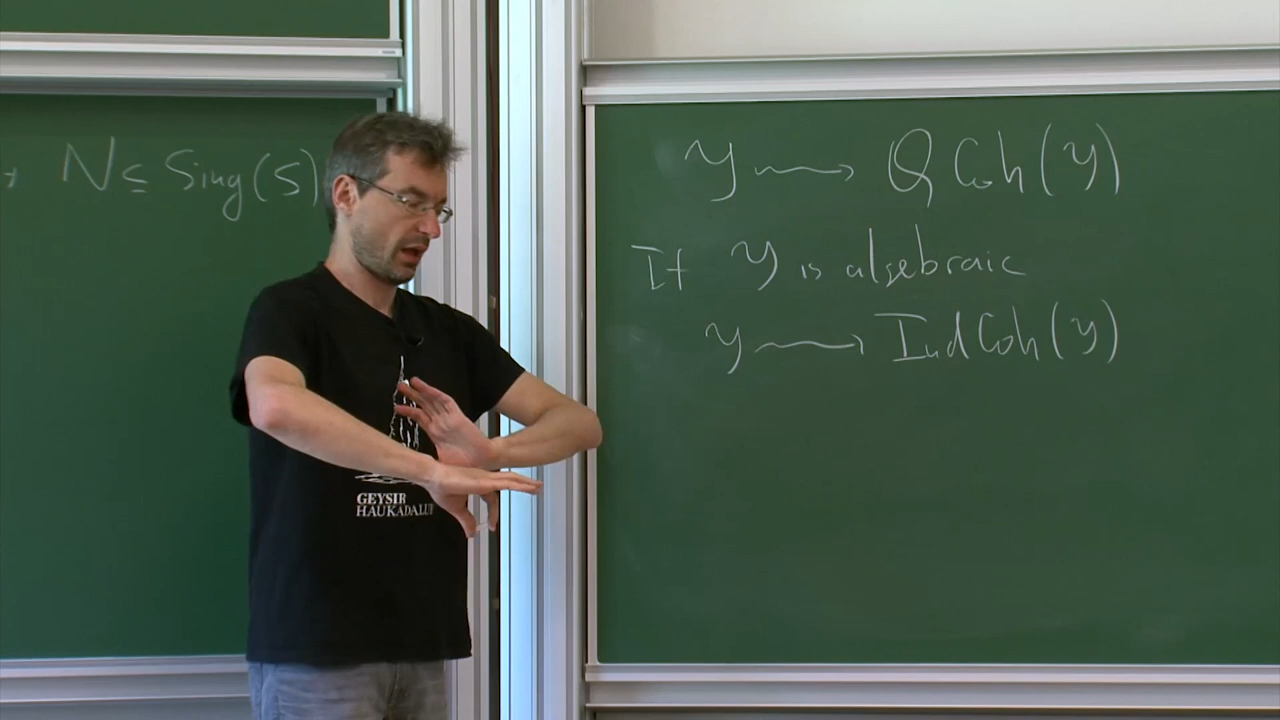 N ⊆ Sing(S)
Y ⟿ QCoh(Y)
If Y is algebraic
Y ⟿ IndCoh(Y)
GEYSIR
HAUKADALUR